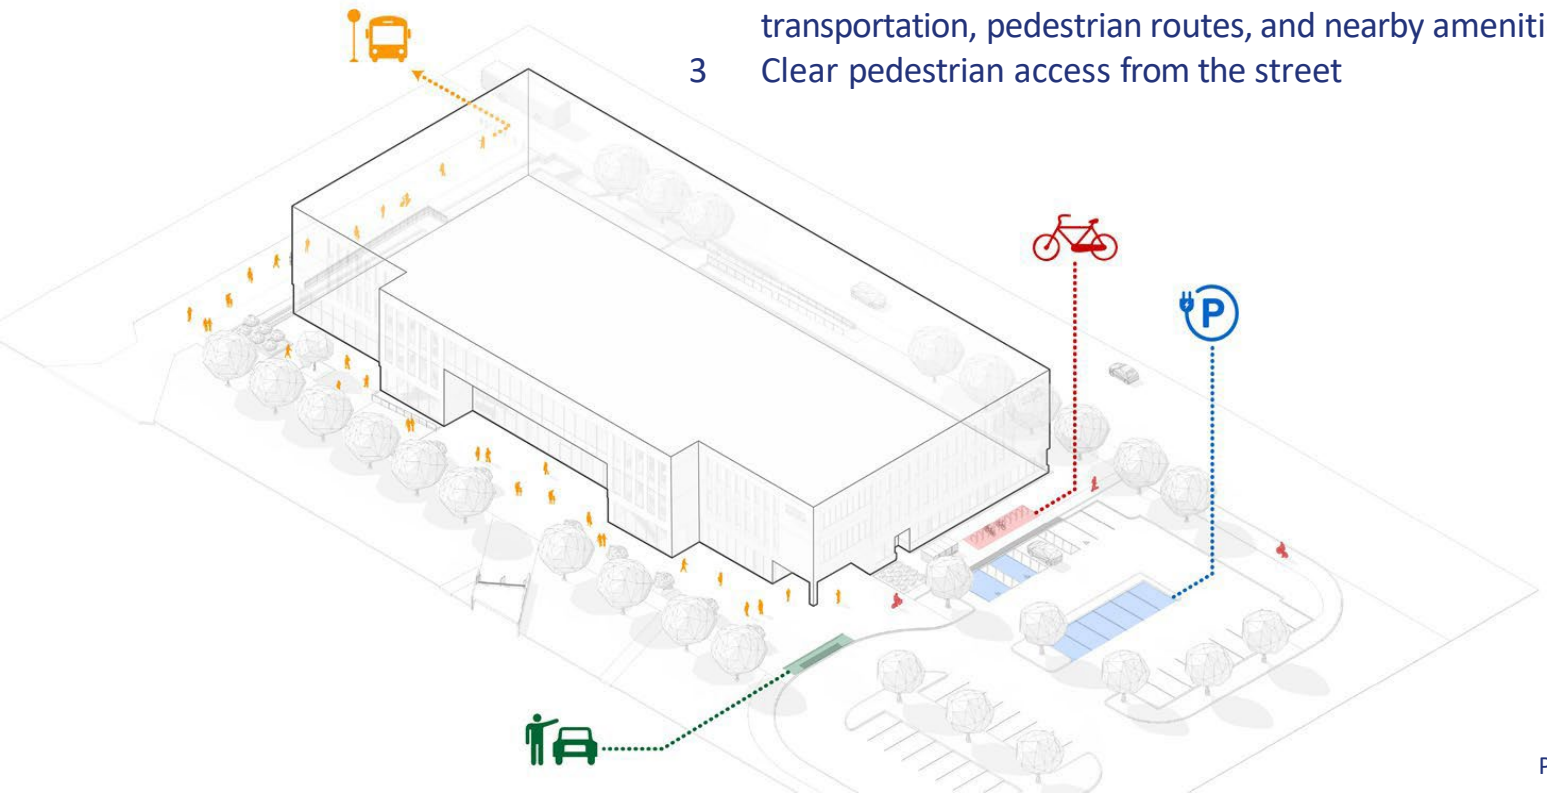 transportation, pedestrian routes, and nearby ameniti
3 Clear pedestrian access from the street
P
P